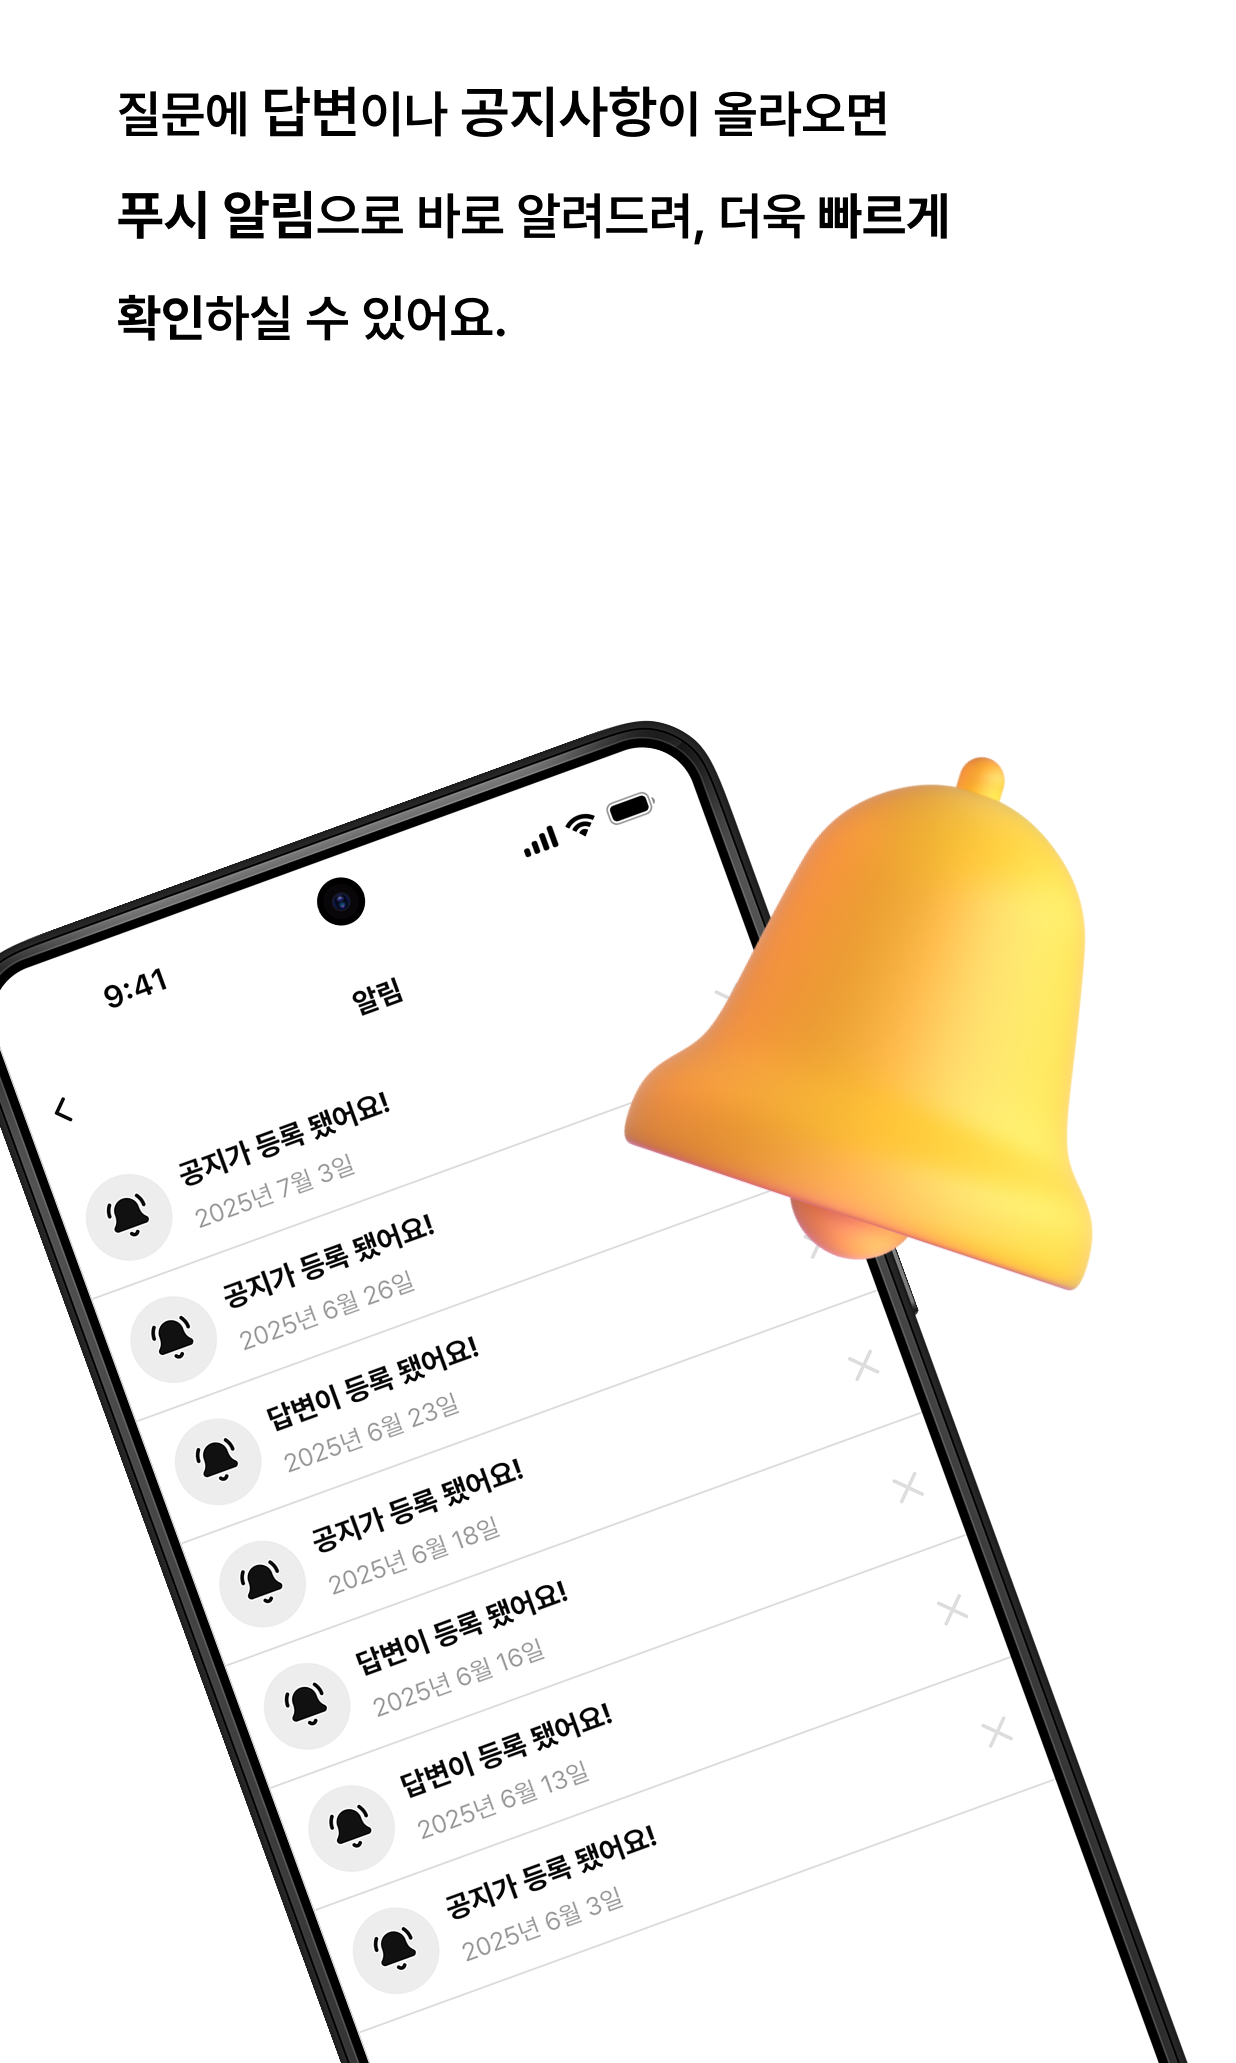 질문에 답변이나 공지사항이 올라오면
푸시 알림으로 바로 알려드려, 더욱 빠르게
확인하실 수 있어요.
9:41
알림
공지가 등록 됐어요!
2025년 7월 3일
공지가 등록 됐어요!
2025년 6월 26일
답변이 등록 됐어요!
2025년 6월 23일
공지가 등록 됐어요!
2025년 6월 18일
답변이 등록 됐어요!
2025년 6월 16일
답변이 등록 됐어요!
2025년 6월 13일
공지가 등록 됐어요!
2025년 6월 3일